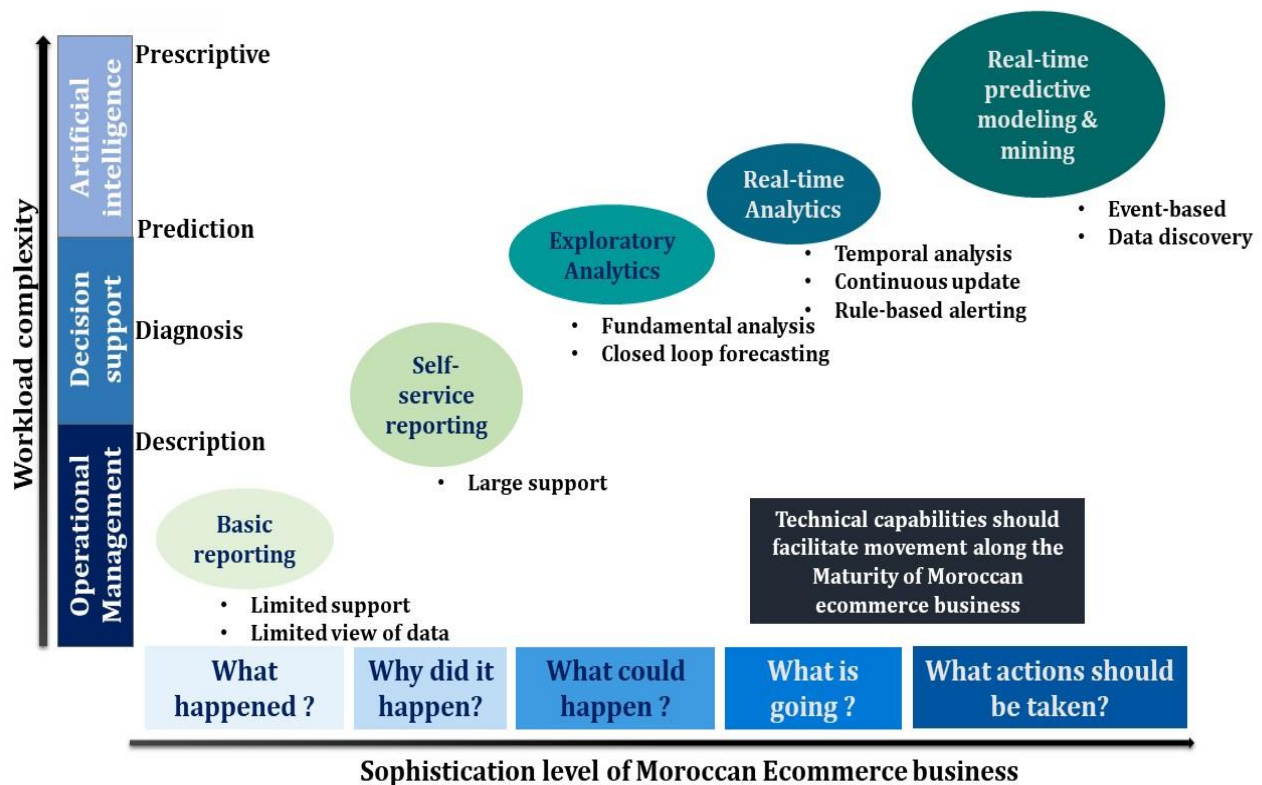 Workload complexity
Artificial
intelligence
Decision
support
Operational
Management
Prescriptive
Prediction
Diagnosis
Description
Basic
reporting
• Limited support
• Limited view of data
Self-
service
reporting
• Large support
Exploratory
Analytics
• Fundamental analysis
• Closed loop forecasting
Real-time
Analytics
• Temporal analysis
• Continuous update
• Rule-based alerting
Real-time
predictive
modeling &
mining
• Event-based
• Data discovery
Technical capabilities should
facilitate movement along the
Maturity of Moroccan
ecommerce business
What
happened ?
Why did it
happen?
What could
happen ?
What is
going ?
What actions should
be taken?
Sophistication level of Moroccan Ecommerce business